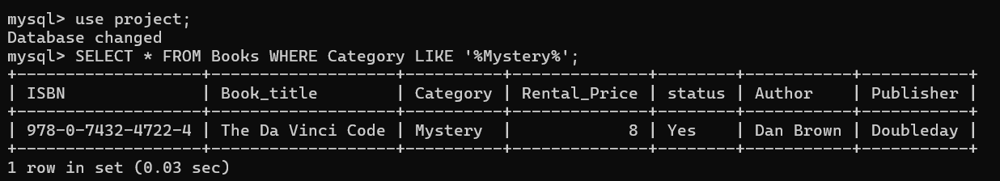 mysql> use project;
Database changed
mysql> SELECT * FROM Books WHERE Category LIKE '%Mystery%';
+-------------------+-------------------+----------+--------------+--------+-----------+-----------+
| ISBN              | Book_title        | Category | Rental_Price | status | Author    | Publisher |
+-------------------+-------------------+----------+--------------+--------+-----------+-----------+
| 978-0-7432-4722-4 | The Da Vinci Code | Mystery  |            8 | Yes    | Dan Brown | Doubleday |
+-------------------+-------------------+----------+--------------+--------+-----------+-----------+
1 row in set (0.03 sec)